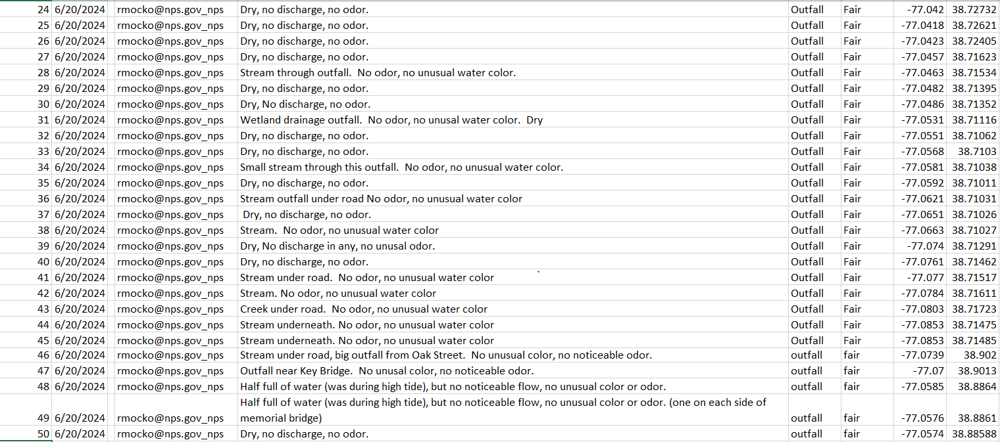 24 6/20/2024 rmocko@nps.gov_nps Dry, no discharge, no odor. Outfall Fair -77.042 38.72732
25 6/20/2024 rmocko@nps.gov_nps Dry, no discharge, no odor. Outfall Fair -77.0418 38.72621
26 6/20/2024 rmocko@nps.gov_nps Dry, no discharge, no odor. Outfall Fair -77.0423 38.72405
27 6/20/2024 rmocko@nps.gov_nps Dry, no discharge, no odor. Outfall Fair -77.0457 38.71623
28 6/20/2024 rmocko@nps.gov_nps Stream through outfall.  No odor, no unusual water color. Outfall Fair -77.0463 38.71534
29 6/20/2024 rmocko@nps.gov_nps Dry, no discharge, no odor. Outfall Fair -77.0482 38.71395
30 6/20/2024 rmocko@nps.gov_nps Dry, No discharge, no odor. Outfall Fair -77.0486 38.71352
31 6/20/2024 rmocko@nps.gov_nps Wetland drainage outfall.  No odor, no unusal water color.  Dry Outfall Fair -77.0531 38.71116
32 6/20/2024 rmocko@nps.gov_nps Dry, no discharge, no odor. Outfall Fair -77.0551 38.71062
33 6/20/2024 rmocko@nps.gov_nps Dry, no discharge, no odor. Outfall Fair -77.0568 38.7103
34 6/20/2024 rmocko@nps.gov_nps Small stream through this outfall.  No odor, no unusual water color. Outfall Fair -77.0581 38.71038
35 6/20/2024 rmocko@nps.gov_nps Dry, no discharge, no odor. Outfall Fair -77.0592 38.71011
36 6/20/2024 rmocko@nps.gov_nps Stream outfall under road No odor, no unusual water color Outfall Fair -77.0621 38.71031
37 6/20/2024 rmocko@nps.gov_nps Dry, no discharge, no odor. Outfall Fair -77.0651 38.71026
38 6/20/2024 rmocko@nps.gov_nps Stream.  No odor, no unusual water color Outfall Fair -77.0663 38.71027
39 6/20/2024 rmocko@nps.gov_nps Dry, No discharge in any, no unusal odor. Outfall Fair -77.074 38.71291
40 6/20/2024 rmocko@nps.gov_nps Dry, no discharge, no odor. Outfall Fair -77.0761 38.71462
41 6/20/2024 rmocko@nps.gov_nps Stream under road.  No odor, no unusual water color Outfall Fair -77.077 38.71517
42 6/20/2024 rmocko@nps.gov_nps Stream. No odor, no unusual water color Outfall Fair -77.0784 38.71611
43 6/20/2024 rmocko@nps.gov_nps Creek under road.  No odor, no unusual water color Outfall Fair -77.0803 38.71723
44 6/20/2024 rmocko@nps.gov_nps Stream underneath. No odor, no unusual water color Outfall Fair -77.0853 38.71475
45 6/20/2024 rmocko@nps.gov_nps Stream underneath. No odor, no unusual water color Outfall Fair -77.0853 38.71485
46 6/20/2024 rmocko@nps.gov_nps Stream under road, big outfall from Oak Street.  No unusual color, no noticeable odor. outfall fair -77.0739 38.902
47 6/20/2024 rmocko@nps.gov_nps Outfall near Key Bridge.  No unusal color, no noticeable odor. outfall fair -77.07 38.9013
48 6/20/2024 rmocko@nps.gov_nps Half full of water (was during high tide), but no noticeable flow, no unusual color or odor. outfall fair -77.0585 38.8864
Half full of water (was during high tide), but no noticeable flow, no unusual color or odor. (one on each side of
49 6/20/2024 rmocko@nps.gov_nps memorial bridge) outfall fair -77.0576 38.8861
50 6/20/2024 rmocko@nps.gov_nps Dry, no discharge, no odor. outfall fair -77.0574 38.88588